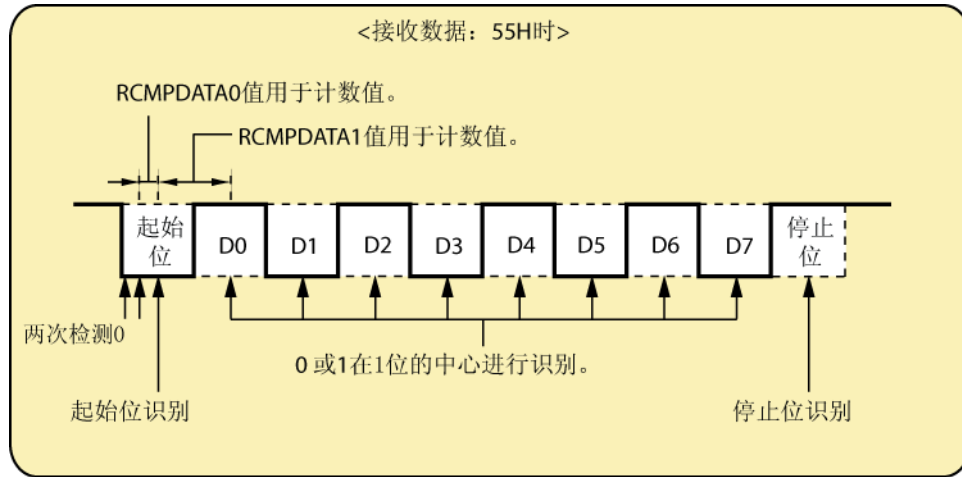 <接收数据：55H时>
RCMPDATA0值用于计数值。
RCMPDATA1值用于计数值。
起始
位
D0 D1 D2 D3 D4 D5 D6 D7
停止
位
两次检测0
0 或1在1位的中心进行识别。
起始位识别
停止位识别